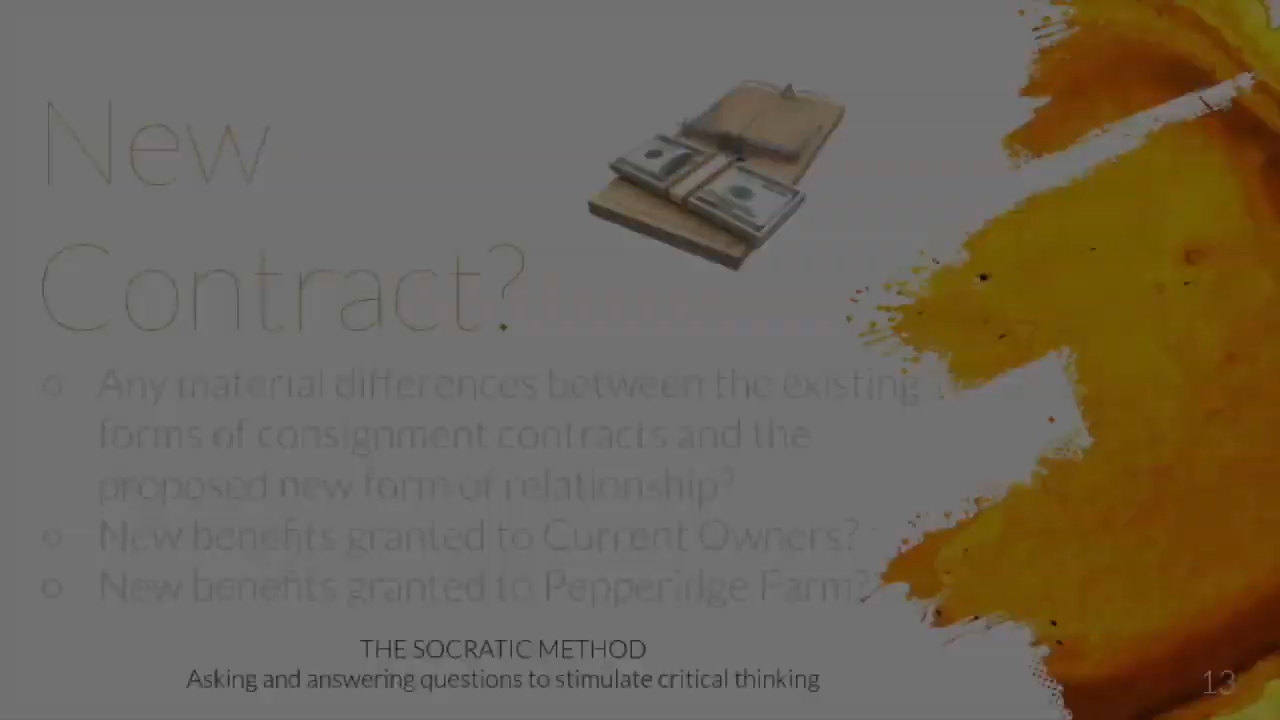 New
Contract?
o Any material differences between the existing
forms of consignment contracts and the
proposed new form of relationship?
o New benefits granted to Current Owners?
o New benefits granted to Pepperidge Farm?
THE SOCRATIC METHOD
Asking and answering questions to stimulate critical thinking
13